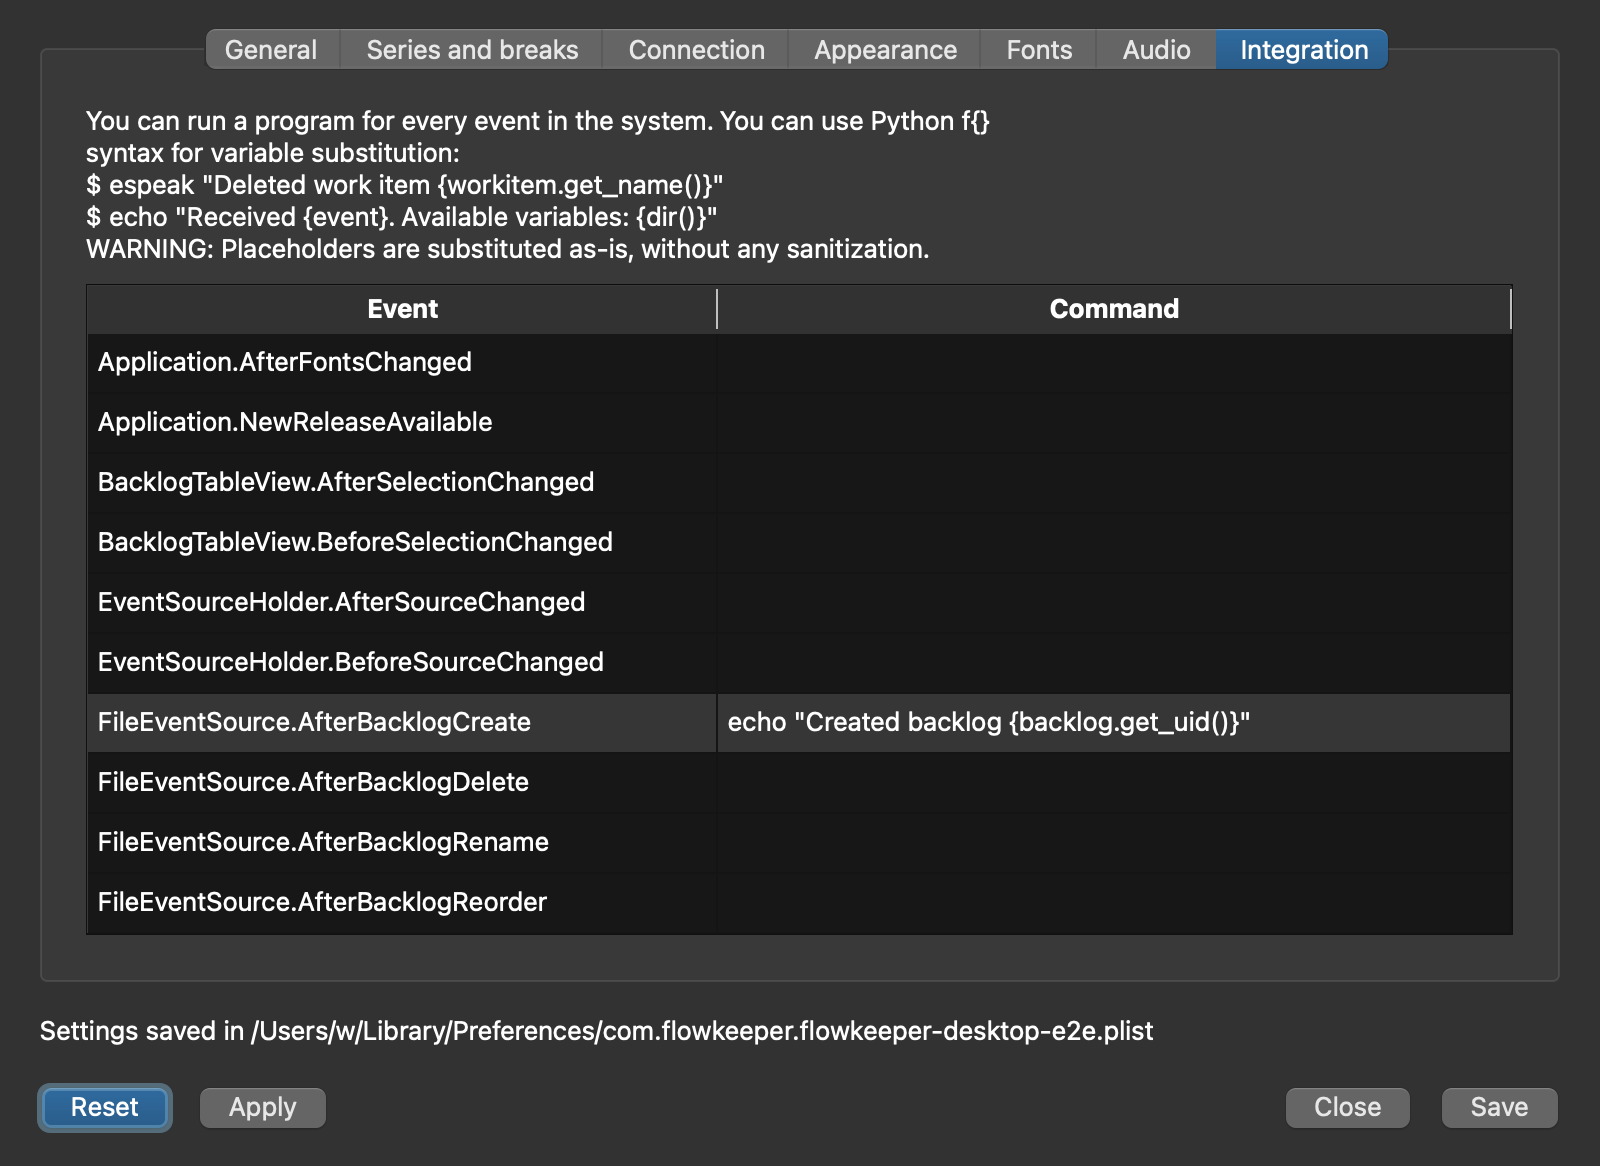 General Series and breaks Connection Appearance Fonts Audio Integration
You can run a program for every event in the system. You can use Python f{}
syntax for variable substitution:
$ espeak "Deleted work item {workitem.get_name()}"
$ echo "Received {event}. Available variables: {dir()}"
WARNING: Placeholders are substituted as-is, without any sanitization.
Event Command
Application.AfterFontsChanged
Application.NewReleaseAvailable
BacklogTableView.AfterSelectionChanged
BacklogTableView.BeforeSelectionChanged
EventSourceHolder.AfterSourceChanged
EventSourceHolder.BeforeSourceChanged
FileEventSource.AfterBacklogCreate echo "Created backlog {backlog.get_uid()}"
FileEventSource.AfterBacklogDelete
FileEventSource.AfterBacklogRename
FileEventSource.AfterBacklogReorder
Settings saved in /Users/w/Library/Preferences/com.flowkeeper.flowkeeper-desktop-e2e.plist
Reset Apply Close Save